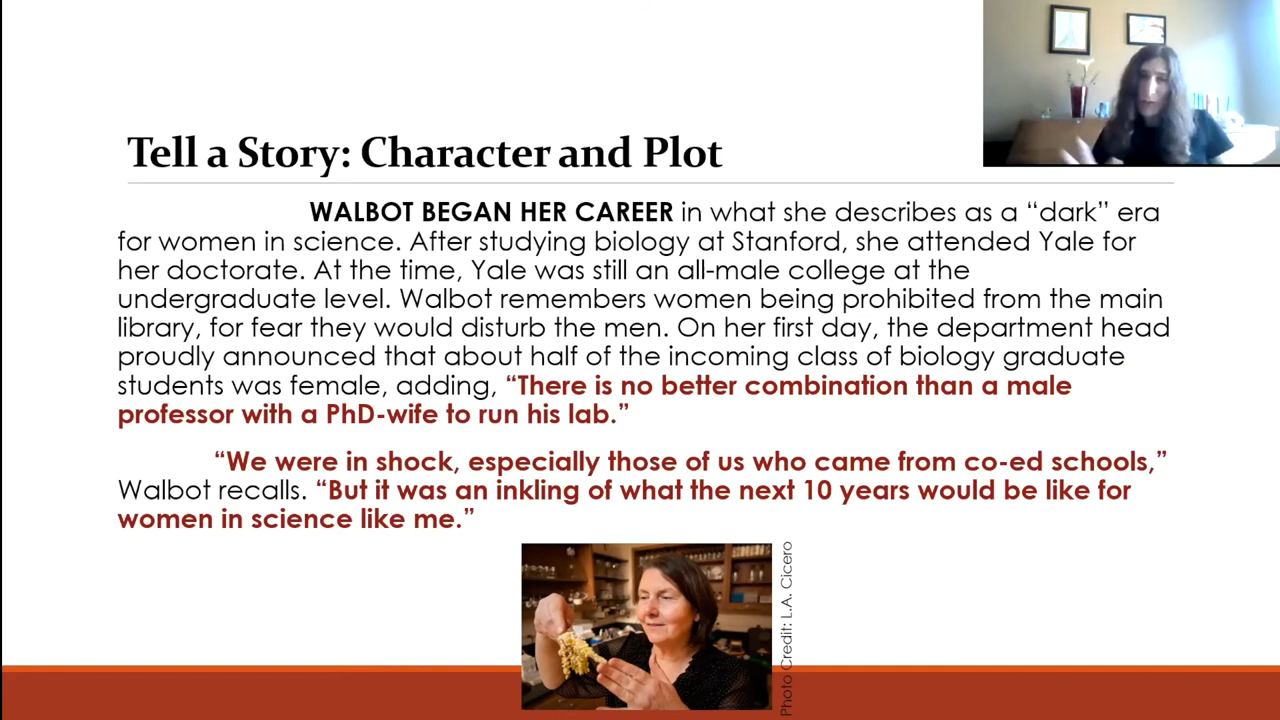 Tell a Story: Character and Plot
WALBOT BEGAN HER CAREER in what she describes as a “dark” era
for women in science. After studying biology at Stanford, she attended Yale for
her doctorate. At the time, Yale was still an all-male college at the
undergraduate level. Walbot remembers women being prohibited from the main
library, for fear they would disturb the men. On her first day, the department head
proudly announced that about half of the incoming class of biology graduate
students was female, adding, “There is no better combination than a male
professor with a PhD-wife to run his lab.”
“We were in shock, especially those of us who came from co-ed schools,”
Walbot recalls. “But it was an inkling of what the next 10 years would be like for
women in science like me.”
Photo Credit: L.A. Cicero